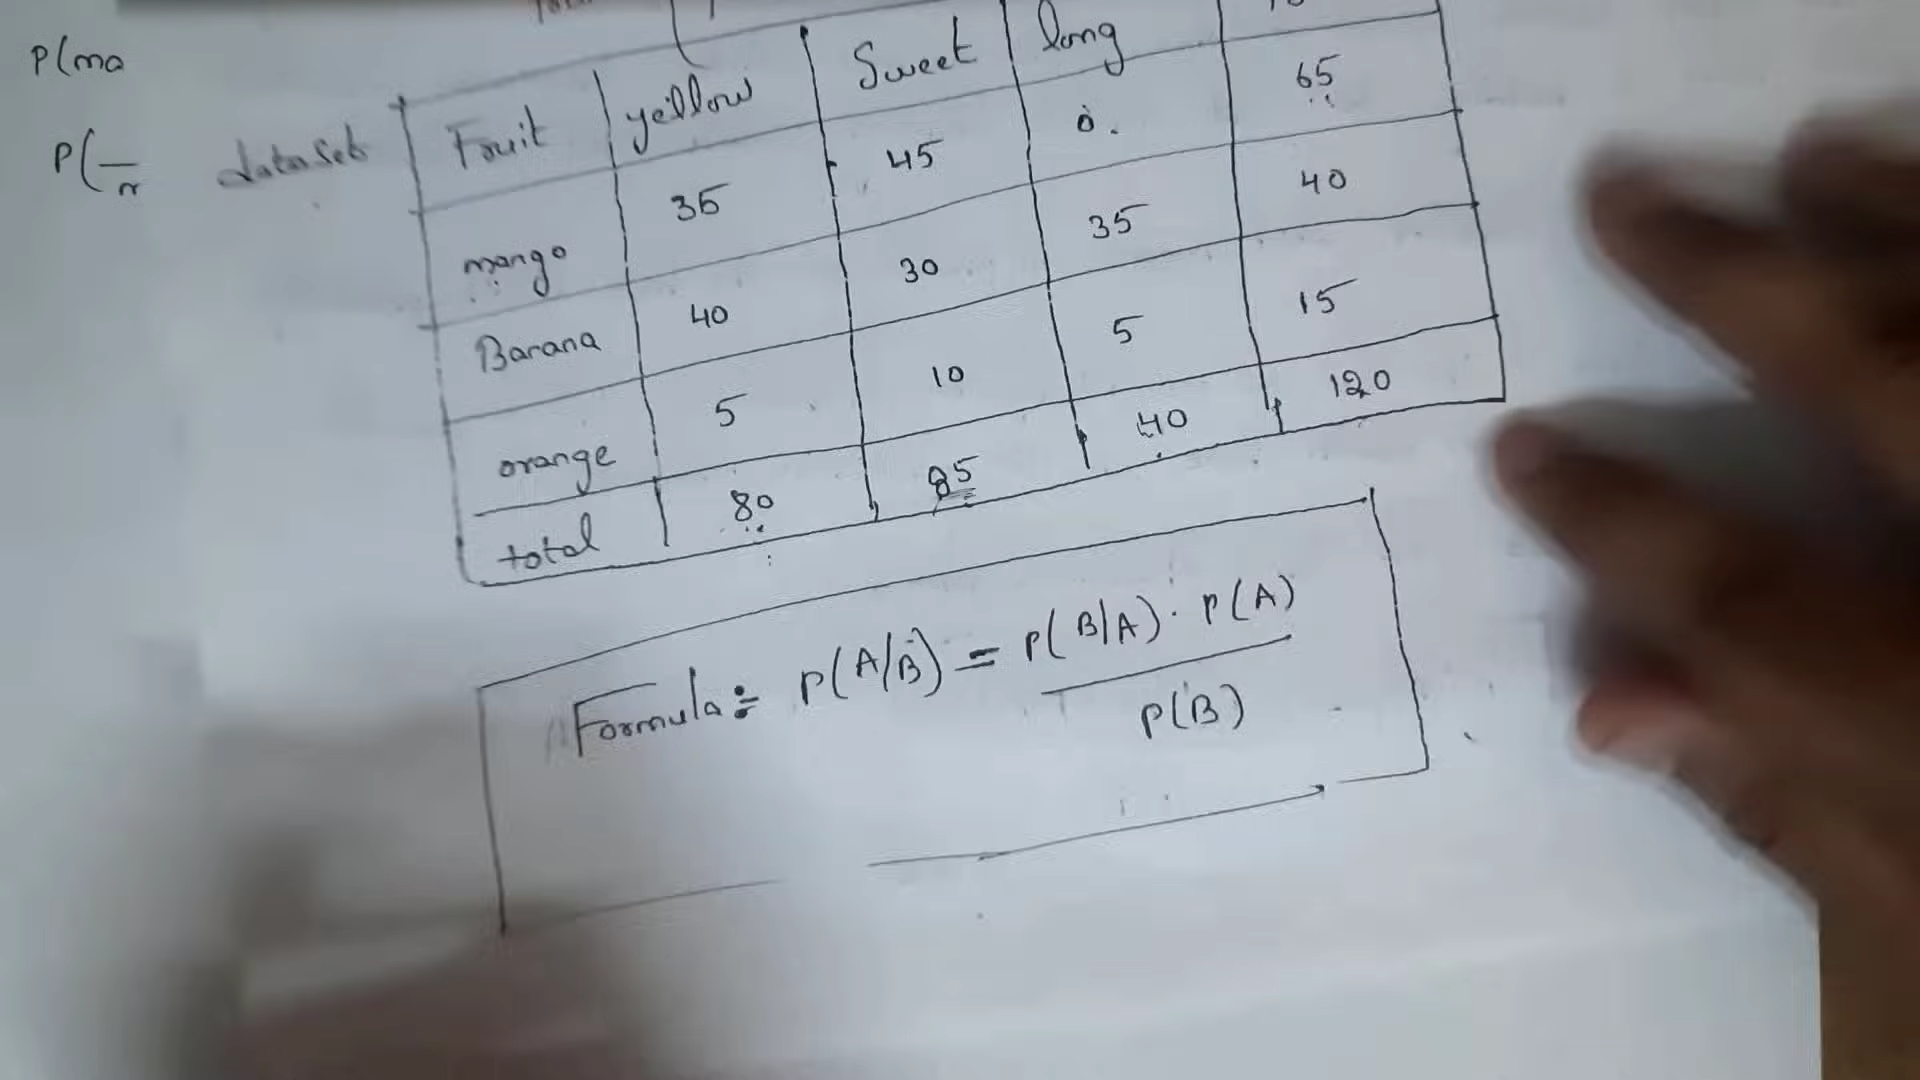 P(ma
P(
dataset
Fruit yellow Sweet long
mango 35 45 0 65
Banana 40 30 35 40
orange 5 10 5 15
total 80 85 40 120
Formula: P(A/B) = P(B/A) · P(A)
P(B)